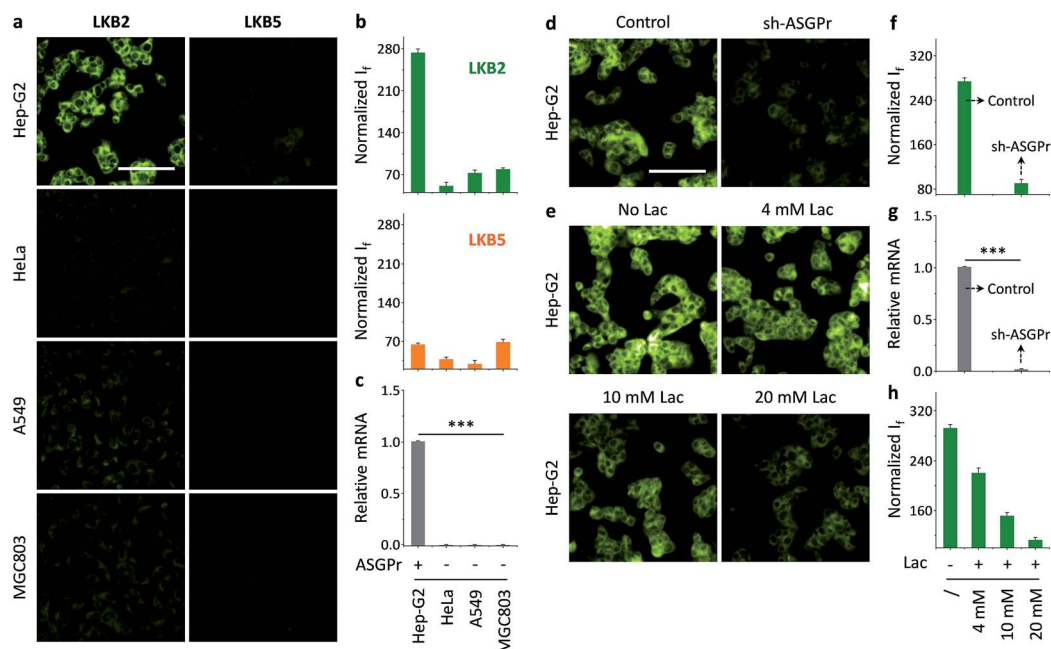 a
LKB2
LKB5
Hep-G2
HeLa
A549
MGC803
b
Normalized If
280
210
140
70
LKB2
Normalized If
280
210
140
70
LKB5
c
Relative mRNA
1.5
1.0
0.5
0.0
***
ASGPr + - - -
Hep-G2
HeLa
A549
MGC803
d
Control
sh-ASGPr
Hep-G2
e
No Lac
4 mM Lac
Hep-G2
10 mM Lac
20 mM Lac
Hep-G2
f
Normalized If
360
240
160
80
Control
sh-ASGPr
g
Relative mRNA
1.5
1.0
0.5
0.0
***
Control
sh-ASGPr
h
Normalized If
320
240
160
Lac - + + +
/
4 mM
10 mM
20 mM